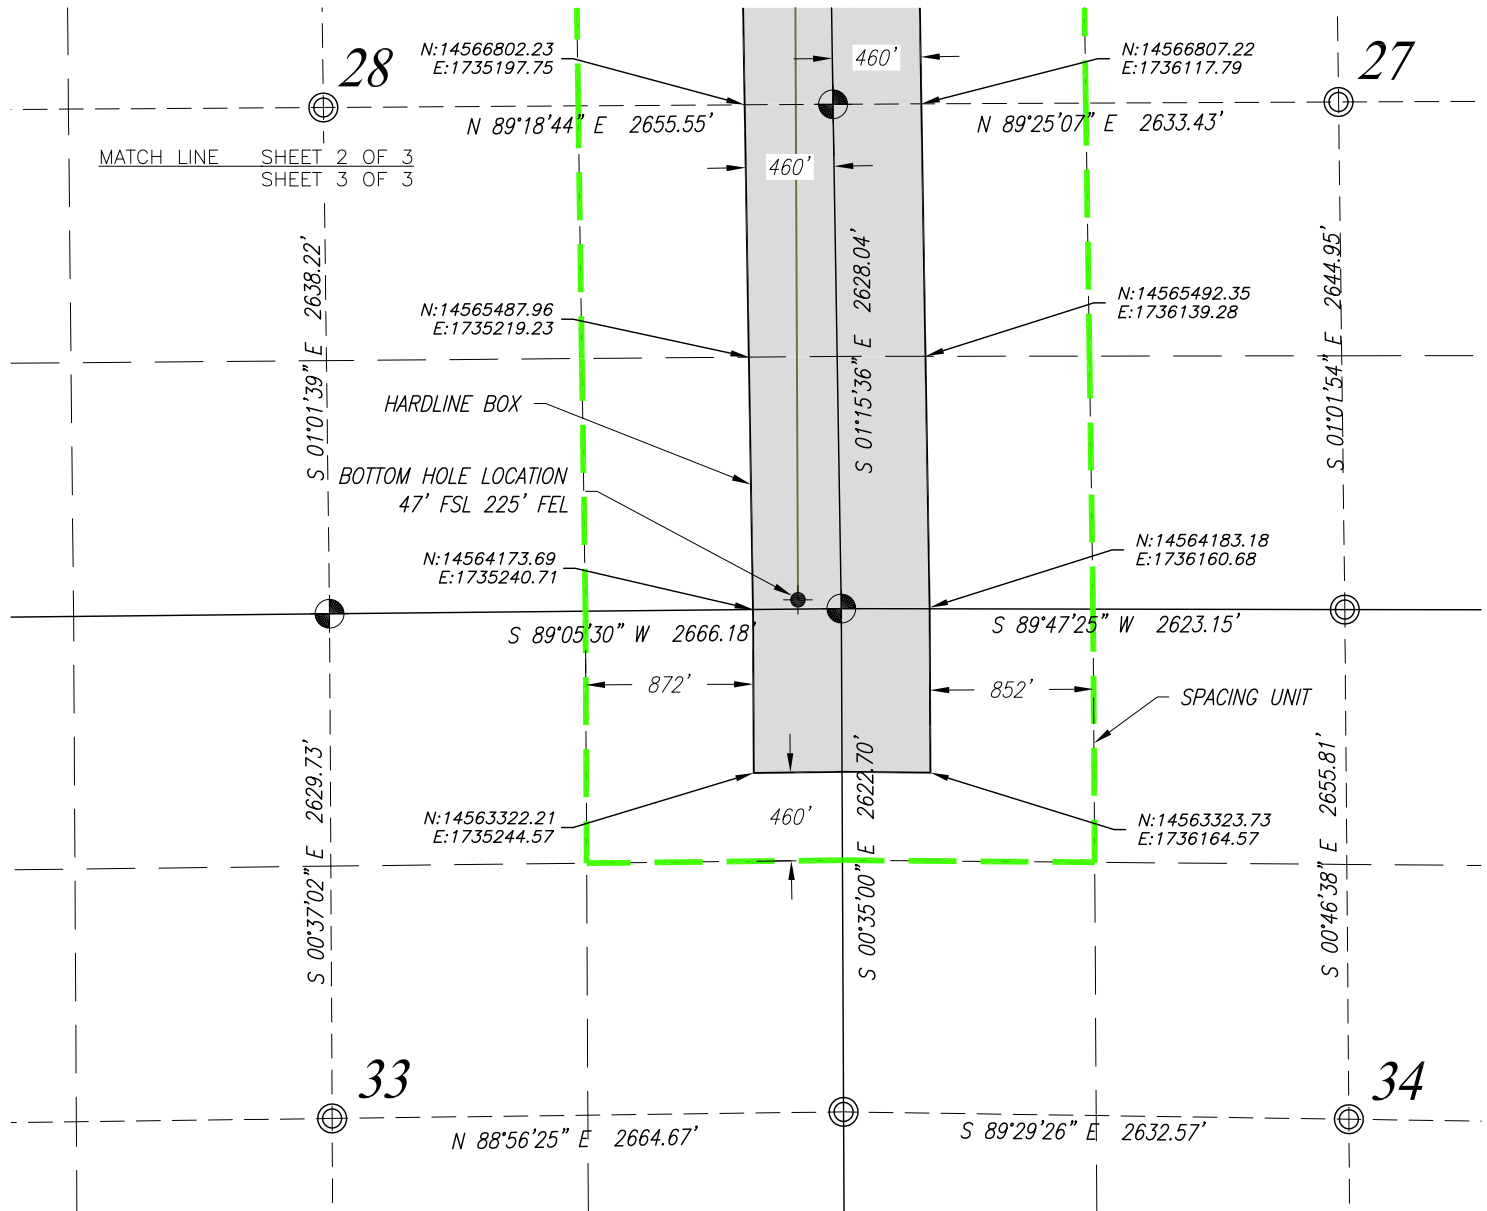 28
N:14566802.23
E:1735197.75
460'
N:14566807.22
E:1736117.79
27
N 89°18'44" E 2655.55'
N 89°25'07" E 2633.43'
MATCH LINE SHEET 2 OF 3
SHEET 3 OF 3
460'
S 01°01'39" E 2638.22'
S 01°15'36" E 2628.04'
S 01°01'54" E 2644.95'
N:14565487.96
E:1735219.23
N:14565492.35
E:1736139.28
HARDLINE BOX
BOTTOM HOLE LOCATION
47' FSL 225' FEL
N:14564173.69
E:1735240.71
N:14564183.18
E:1736160.68
S 89°05'30" W 2666.18'
S 89°47'25" W 2623.15'
872'
852'
SPACING UNIT
S 00°37'02" E 2629.73'
S 00°35'00" E 2622.70'
S 00°46'38" E 2655.81'
N:14563322.21
E:1735244.57
460'
N:14563323.73
E:1736164.57
33
34
N 88°56'25" E 2664.67'
S 89°29'26" E 2632.57'